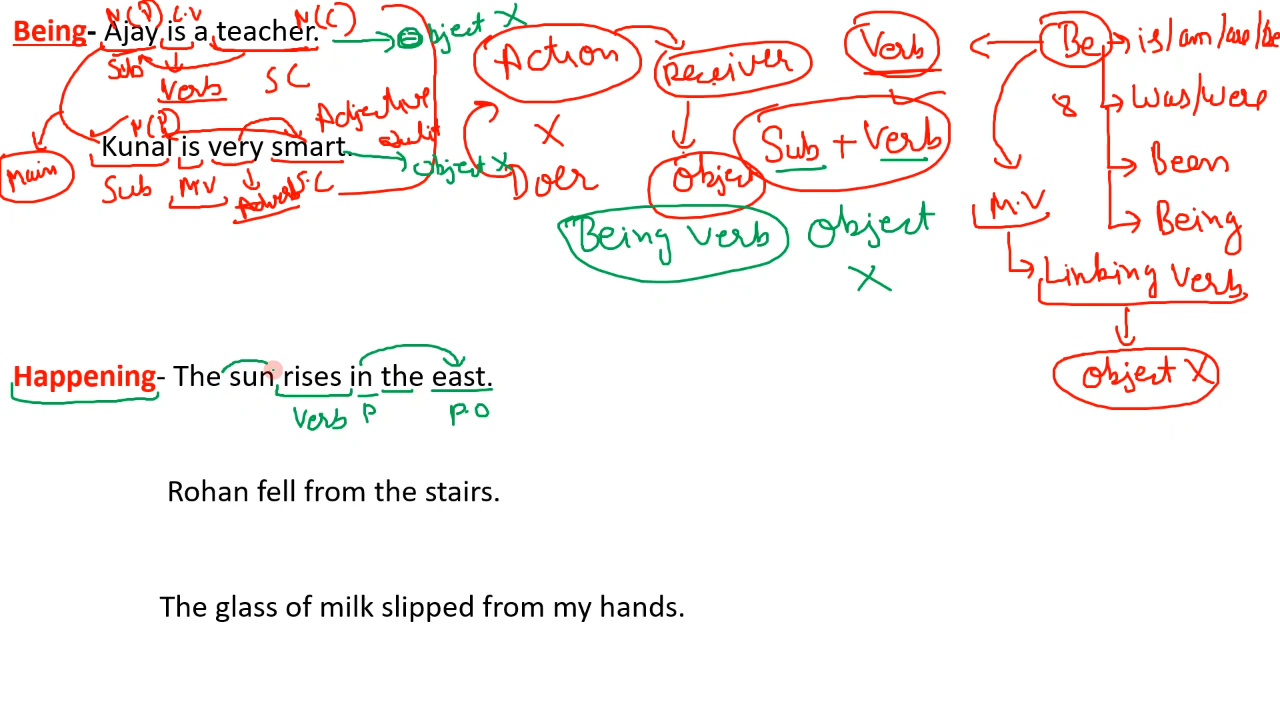 N(P) L.V N(C)
Being- Ajay is a teacher. Object X
Sub Verb SC
N(P) Adjective
Kunal is very smart. Object X
Main Sub M.V Adverb S.C
Action Receiver
X
Doer Object
Verb
Sub + Verb
Being Verb Object
X
Be is/am/are/be
8 Was/were
Been
Being
M.V
Linking Verb
Object X
Happening- The sun rises in the east.
Verb P P.O
Rohan fell from the stairs.
The glass of milk slipped from my hands.